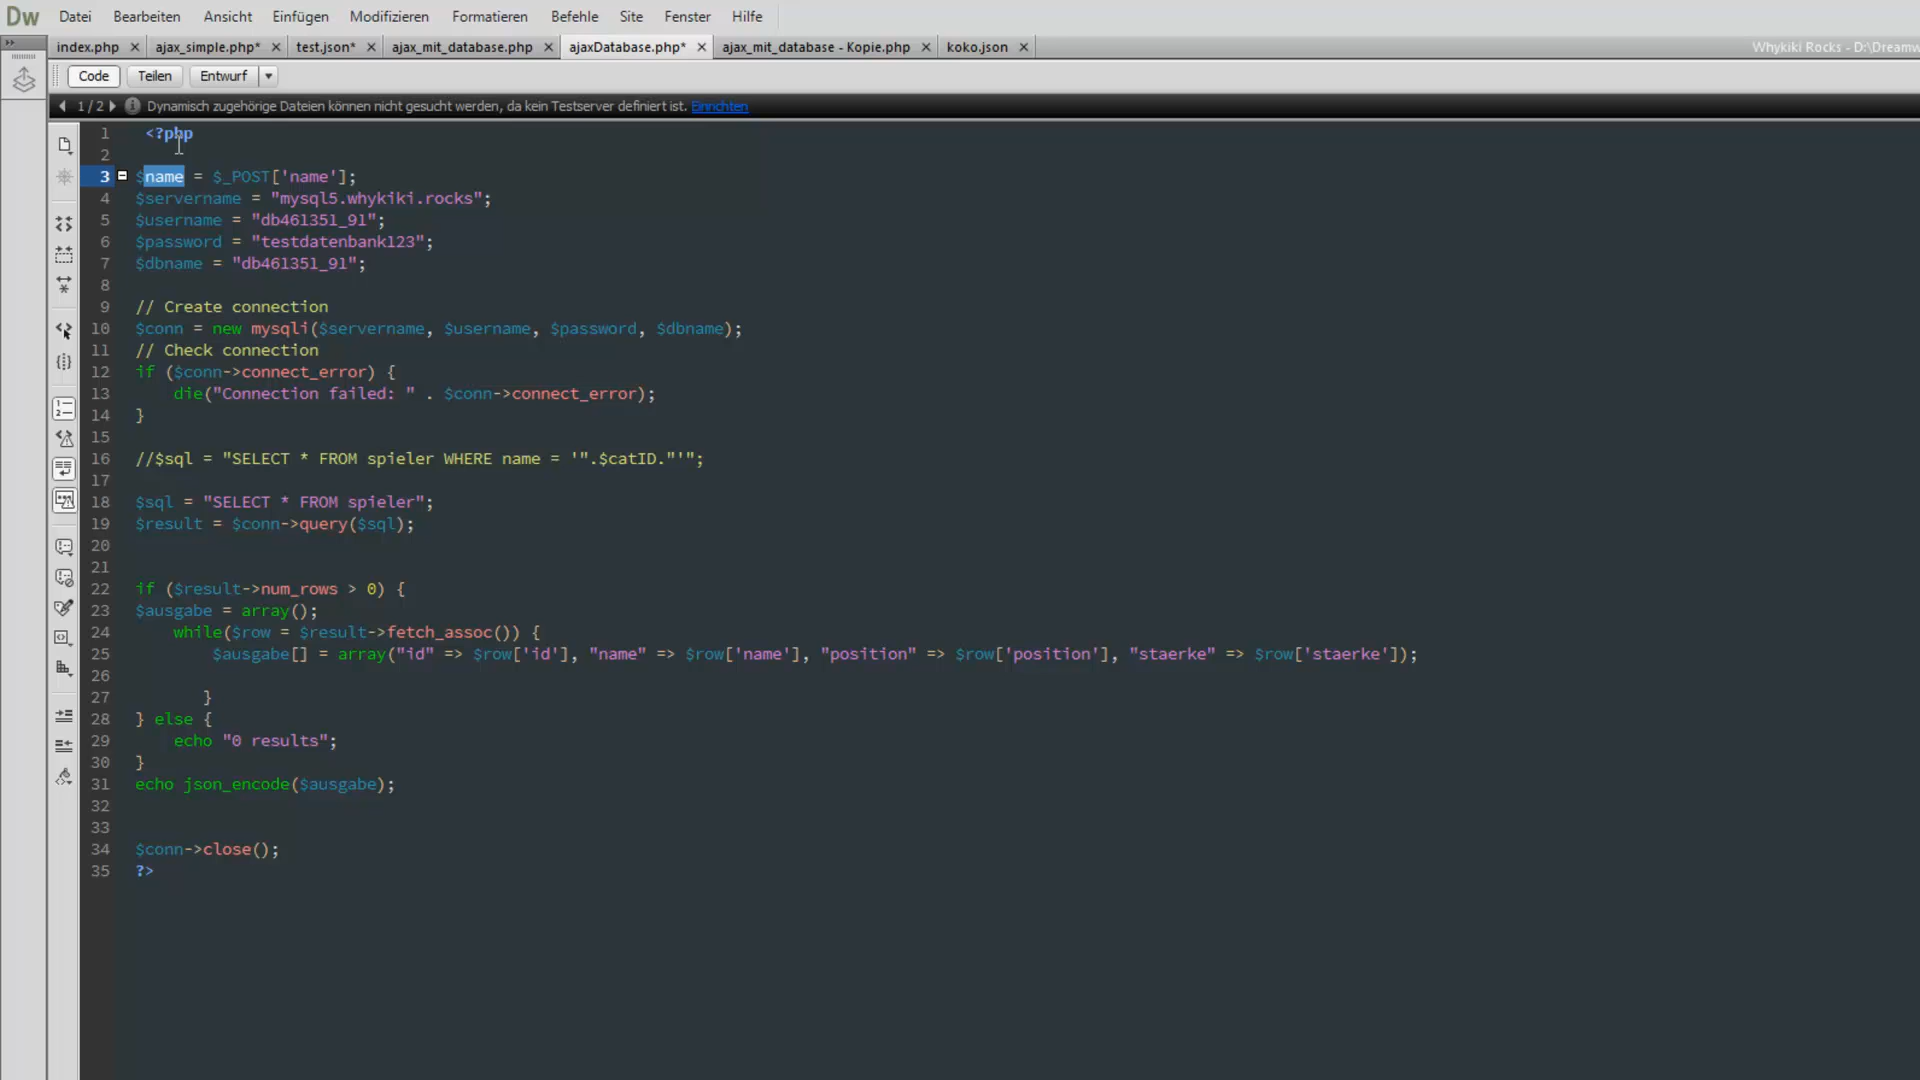 Dw Datei Bearbeiten Ansicht Einfügen Modifizieren Formatieren Befehle Site Fenster Hilfe
index.php ajax_simple.php* test.json* ajax_mit_database.php ajaxDatabase.php* ajax_mit_database - Kopie.php koko.json Whykiki Rocks - D:\Dreamw
Code Teilen Entwurf
1 / 2 Dynamisch zugehörige Dateien können nicht gesucht werden, da kein Testserver definiert ist. Einrichten
1 <?php
2
3 $name = $_POST['name'];
4 $servername = "mysql5.whykiki.rocks";
5 $username = "db461351_91";
6 $password = "testdatenbank123";
7 $dbname = "db461351_91";
8
9 // Create connection
10 $conn = new mysqli($servername, $username, $password, $dbname);
11 // Check connection
12 if ($conn->connect_error) {
13 die("Connection failed: " . $conn->connect_error);
14 }
15
16 //$sql = "SELECT * FROM spieler WHERE name = '".$catID."'";
17
18 $sql = "SELECT * FROM spieler";
19 $result = $conn->query($sql);
20
21
22 if ($result->num_rows > 0) {
23 $ausgabe = array();
24 while($row = $result->fetch_assoc()) {
25 $ausgabe[] = array("id" => $row['id'], "name" => $row['name'], "position" => $row['position'], "staerke" => $row['staerke']);
26
27 }
28 } else {
29 echo "0 results";
30 }
31 echo json_encode($ausgabe);
32
33
34 $conn->close();
35 ?>